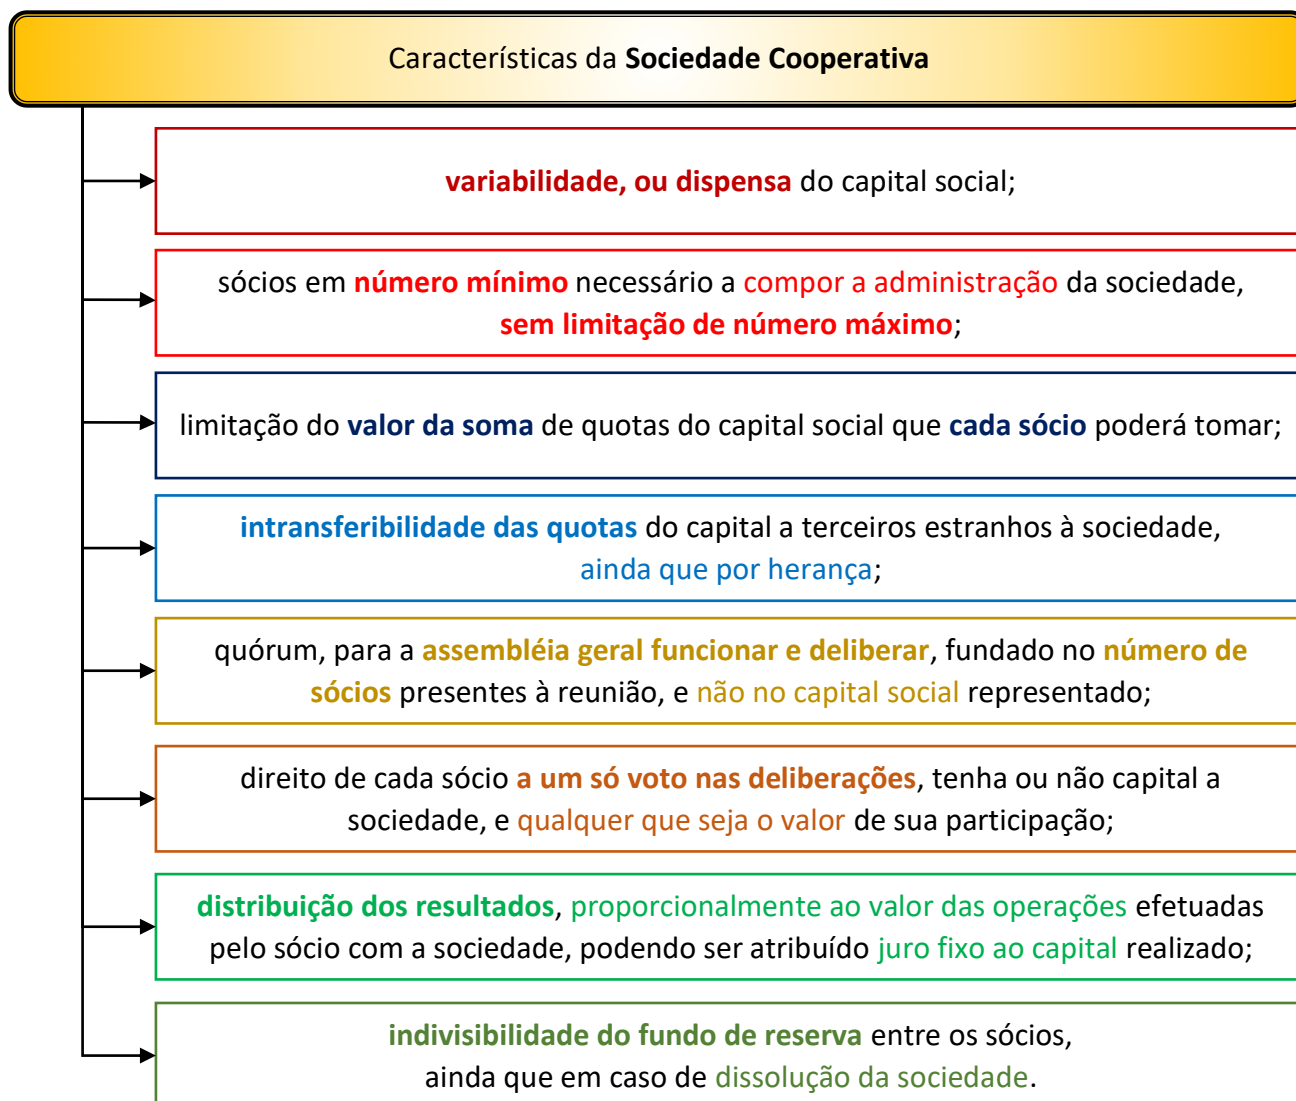 Características da Sociedade Cooperativa
variabilidade, ou dispensa do capital social;
sócios em número mínimo necessário a compor a administração da sociedade,
sem limitação de número máximo;
limitação do valor da soma de quotas do capital social que cada sócio poderá tomar;
intransferibilidade das quotas do capital a terceiros estranhos à sociedade,
ainda que por herança;
quórum, para a assembléia geral funcionar e deliberar, fundado no número de
sócios presentes à reunião, e não no capital social representado;
direito de cada sócio a um só voto nas deliberações, tenha ou não capital a
sociedade, e qualquer que seja o valor de sua participação;
distribuição dos resultados, proporcionalmente ao valor das operações efetuadas
pelo sócio com a sociedade, podendo ser atribuído juro fixo ao capital realizado;
indivisibilidade do fundo de reserva entre os sócios,
ainda que em caso de dissolução da sociedade.